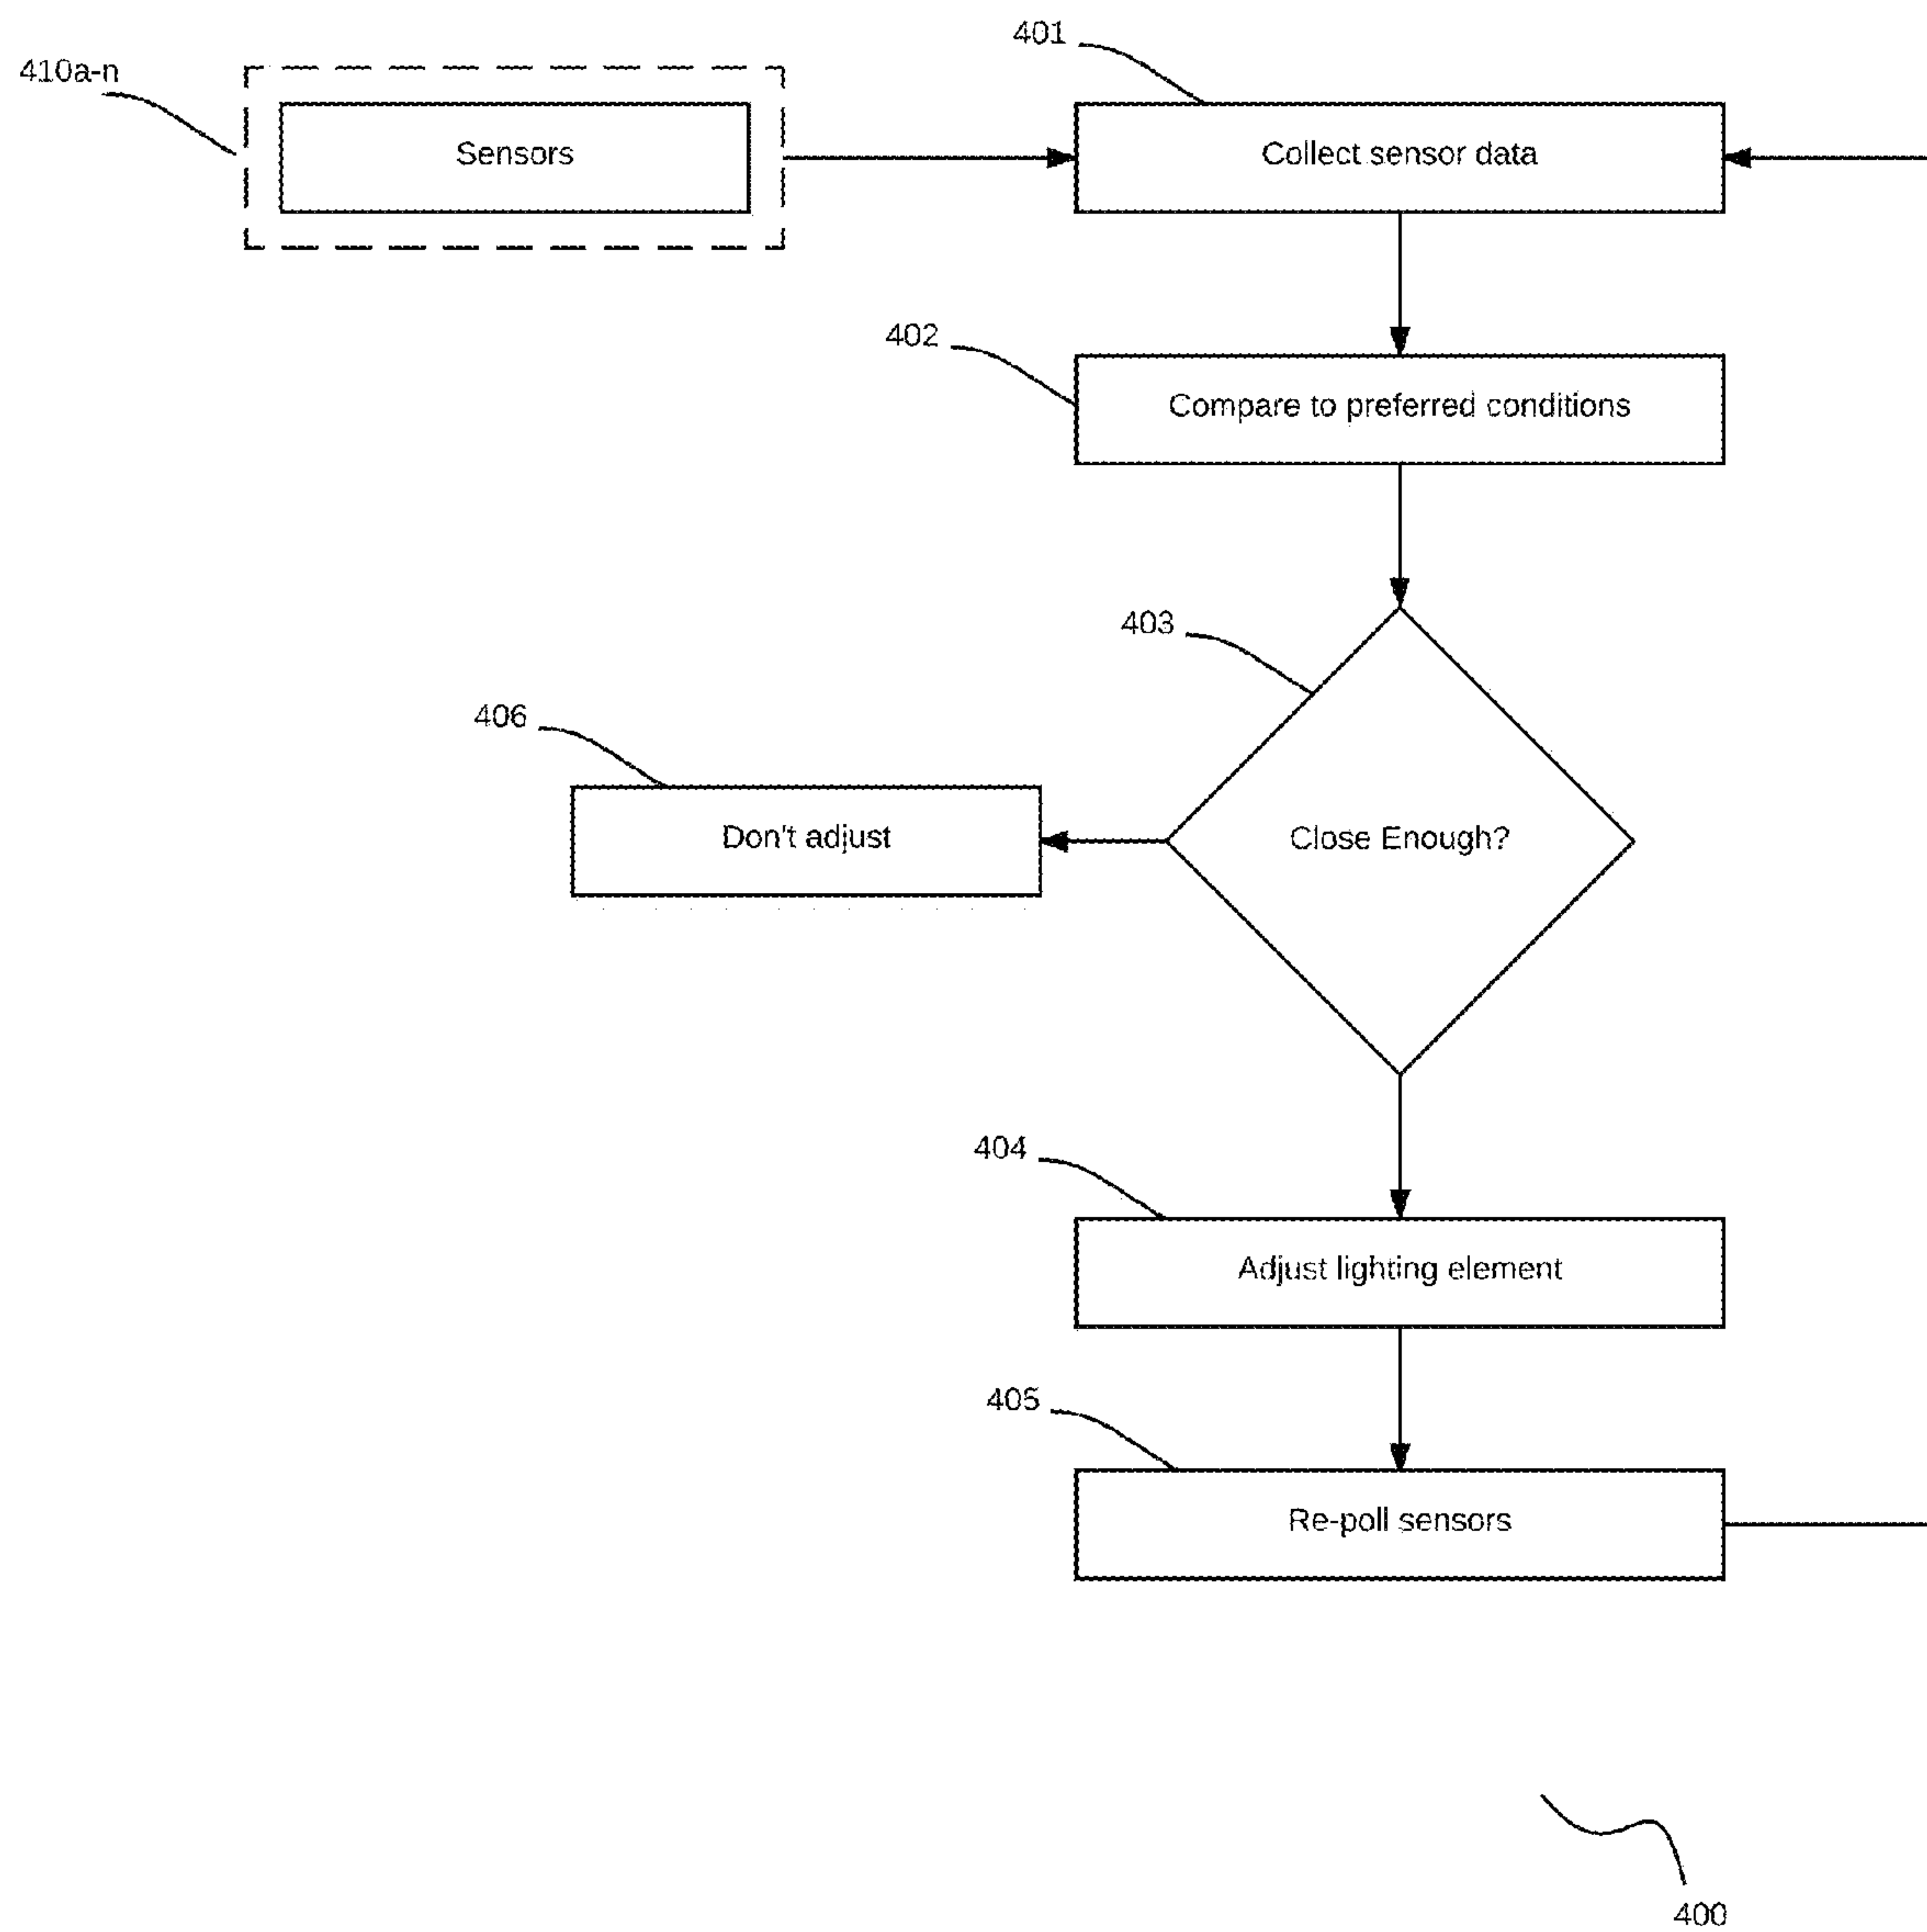 401
410a-n
Sensors
Collect sensor data
402
Compare to preferred conditions
403
406
Don't adjust
Close Enough?
404
Adjust lighting element
405
Re-poll sensors
400